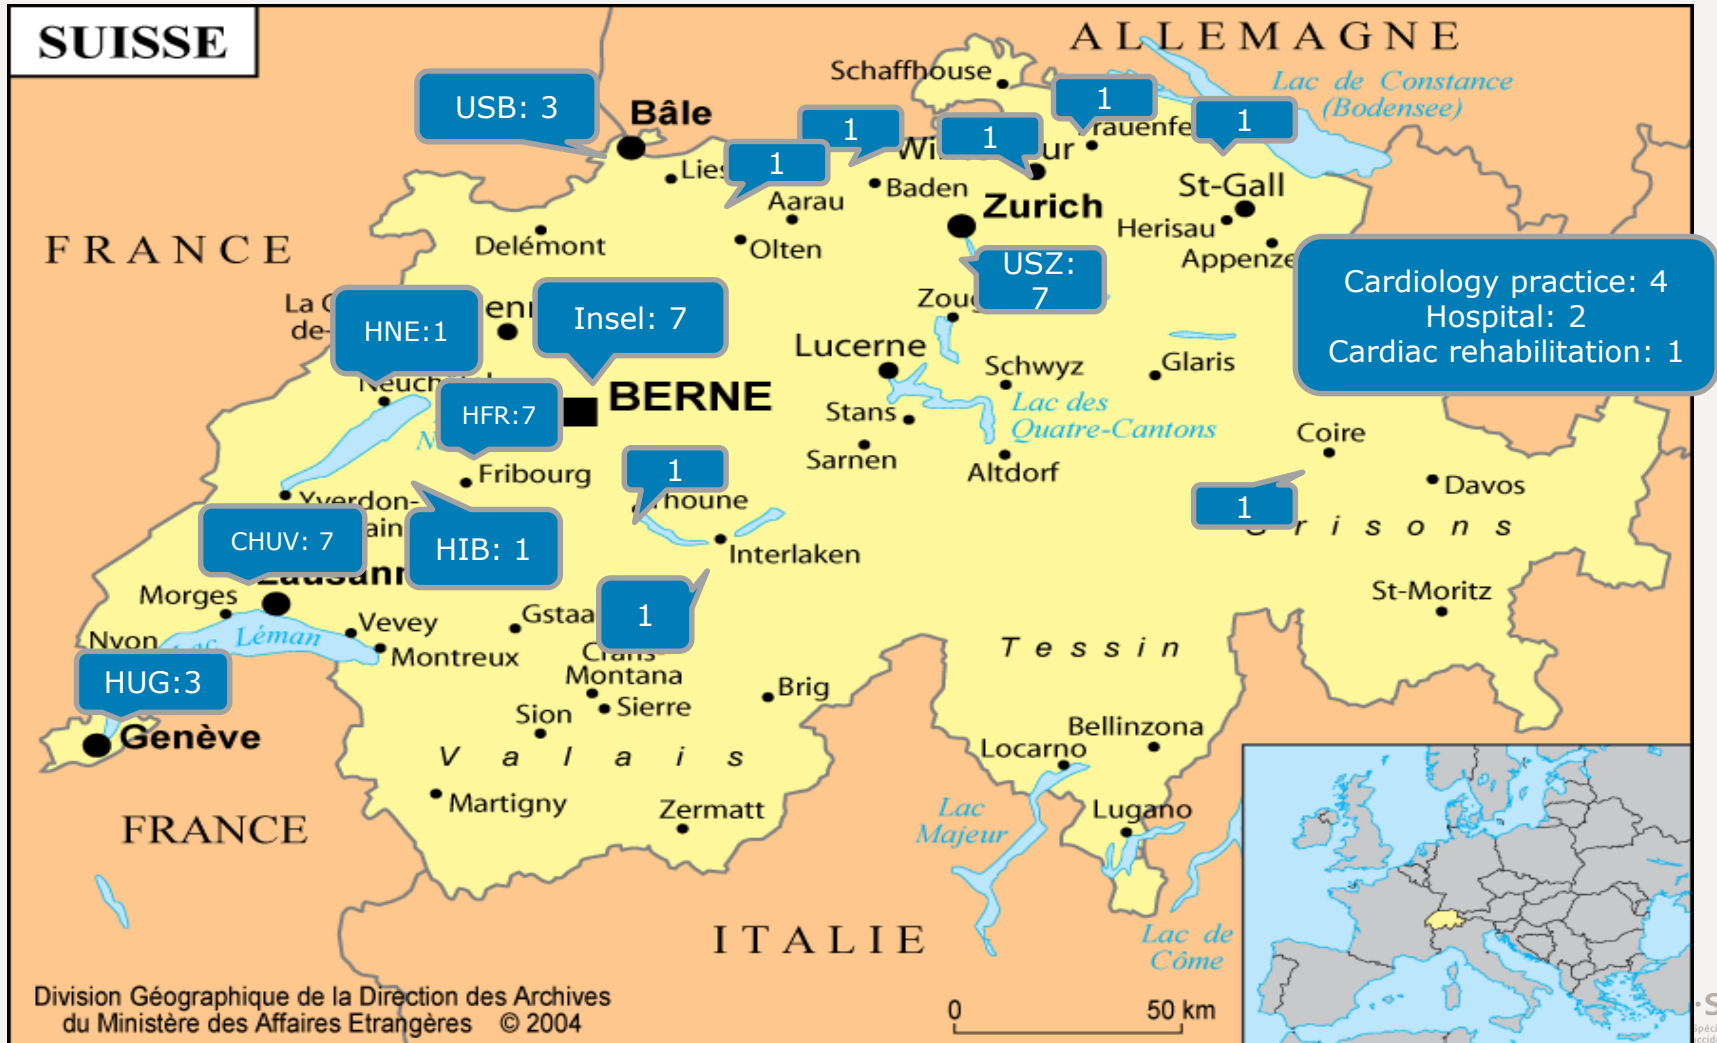 SUISSE
ALLEMAGNE
Schaffhouse
Lac de Constance
(Bodensee)
USB: 3
Bâle
1
1
1
1
1
Baden
Aarau
Zurich
St-Gall
Herisau
Olten
Delémont
FRANCE
USZ:
7
Cardiology practice: 4
Hospital: 2
Cardiac rehabilitation: 1
HNE:1
Insel: 7
Lucerne
Schwyz
Glaris
BERNE
HFR:7
Stans
Lac des
Quatre-Cantons
Sarnen
Altdorf
Coire
Davos
Fribourg
1
1
CHUV: 7
HIB: 1
Interlaken
St-Moritz
Morges
Vevey
1
Nyon
Lac Léman
Montreux
Tessin
Montana
Brig
HUG:3
Sion
Sierre
Genève
Valais
Bellinzona
Locarno
Martigny
Zermatt
Lugano
Lac
Majeur
FRANCE
ITALIE
Lac de
Côme
Division Géographique de la Direction des Archives
du Ministère des Affaires Etrangères © 2004
0 50 km